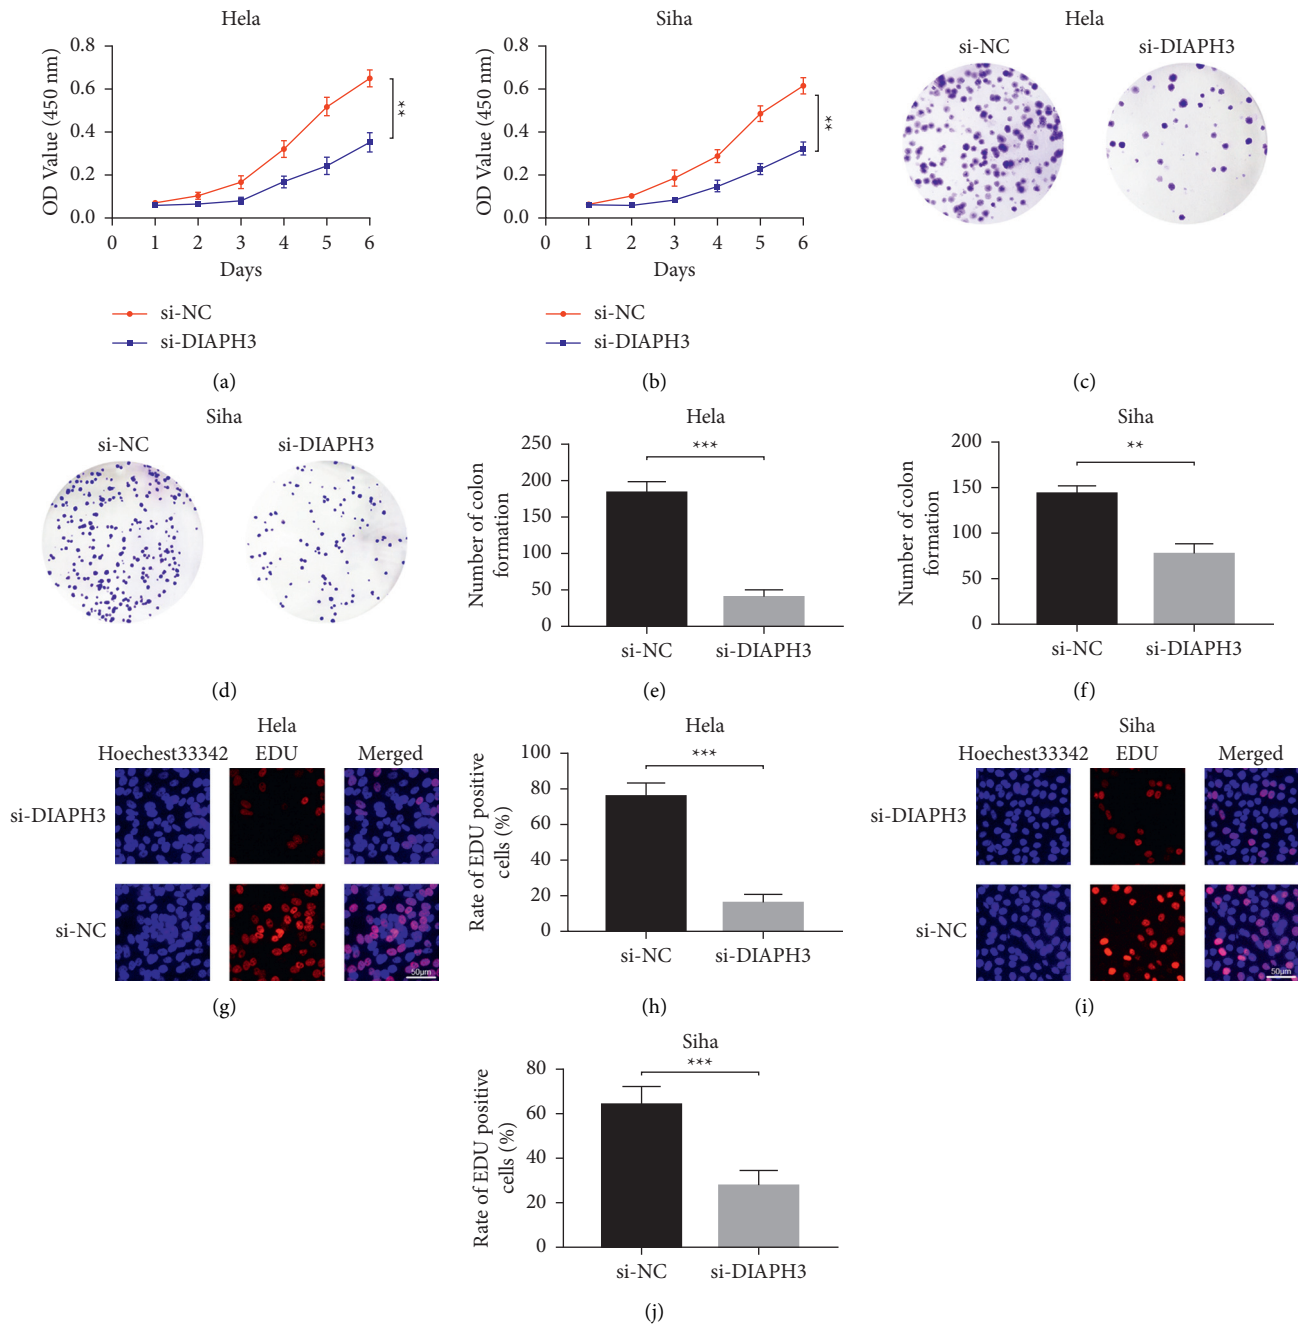 Hela
OD Value (450 nm)
0.8
0.6
0.4
0.2
0.0
0 1 2 3 4 5 6
Days
**
si-NC
si-DIAPH3
(a)
Siha
OD Value (450 nm)
0.8
0.6
0.4
0.2
0.0
0 1 2 3 4 5 6
Days
**
si-NC
si-DIAPH3
(b)
Hela
si-NC si-DIAPH3
(c)
Siha
si-NC si-DIAPH3
(d)
Hela
Number of colon
formation
250
200
150
100
50
0
***
si-NC si-DIAPH3
(e)
Siha
Number of colon
formation
200
150
100
50
0
**
si-NC si-DIAPH3
(f)
Hela
Hoechest33342 EDU Merged
si-DIAPH3
si-NC
50μm
(g)
Hela
Rate of EDU positive
cells (%)
100
80
60
40
20
0
***
si-NC si-DIAPH3
(h)
Siha
Hoechest33342 EDU Merged
si-DIAPH3
si-NC
50μm
(i)
Siha
Rate of EDU positive
cells (%)
80
60
40
20
0
***
si-NC si-DIAPH3
(j)